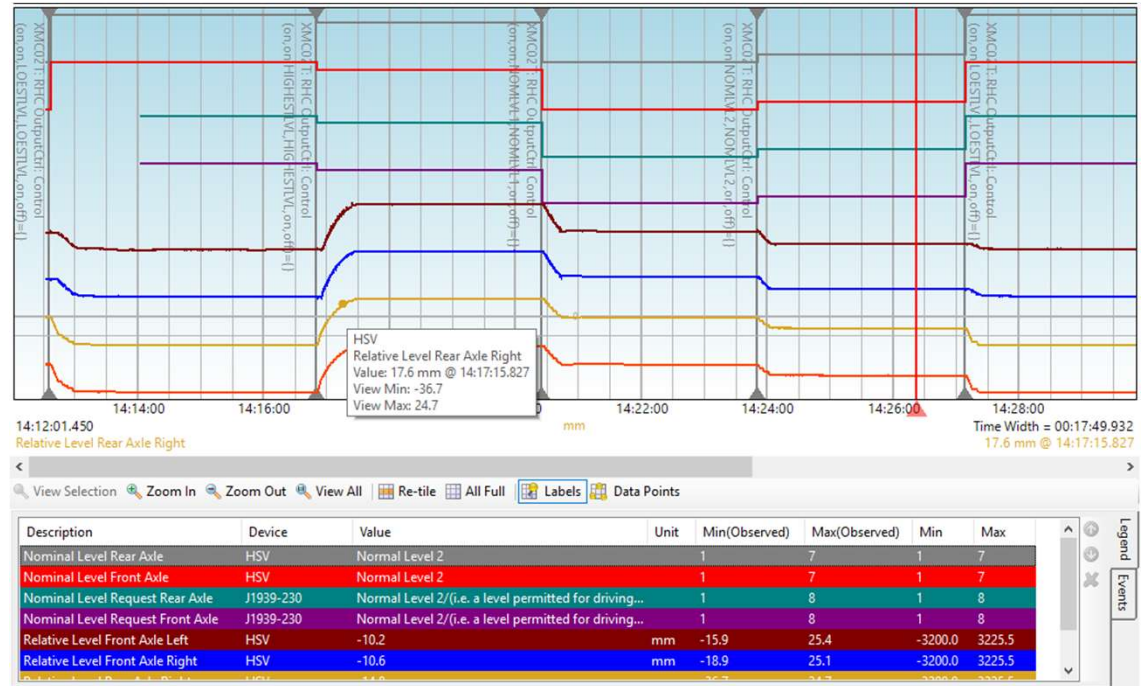 XMC02T: RHC OutputCtrl: Control
(on,on,LOESTLVL,LOESTLVL,on,off)={}
XMC02T: RHC OutputCtrl: Control
(on,on,HIGHESTLVL,HIGHESTLVL,on,off)={}
XMC02T: RHC OutputCtrl: Control
(on,on,NOMLVL1,NOMLVL1,on,off)={}
XMC02T: RHC OutputCtrl: Control
(on,on,NOMLVL2,NOMLVL2,on,off)={}
XMC02T: RHC OutputCtrl: Control
(on,on,LOESTLVL,LOESTLVL,on,off)={}
HSV
Relative Level Rear Axle Right
Value: 17.6 mm @ 14:17:15.827
View Min: -36.7
View Max: 24.7
14:14:00 14:16:00 14:22:00 14:24:00 14:26:00 14:28:00
14:12:01.450 mm Time Width = 00:17:49.932
Relative Level Rear Axle Right 17.6 mm @ 14:17:15.827
View Selection Zoom In Zoom Out View All Re-tile All Full Labels Data Points
Description Device Value Unit Min(Observed) Max(Observed) Min Max
Nominal Level Rear Axle HSV Normal Level 2 1 7 1 7
Nominal Level Front Axle HSV Normal Level 2 1 7 1 7
Nominal Level Request Rear Axle J1939-230 Normal Level 2/(i.e. a level permitted for driving... 1 8 1 8
Nominal Level Request Front Axle J1939-230 Normal Level 2/(i.e. a level permitted for driving... 1 8 1 8
Relative Level Front Axle Left HSV -10.2 mm -15.9 25.4 -3200.0 3225.5
Relative Level Front Axle Right HSV -10.6 mm -18.9 25.1 -3200.0 3225.5
Legend
Events